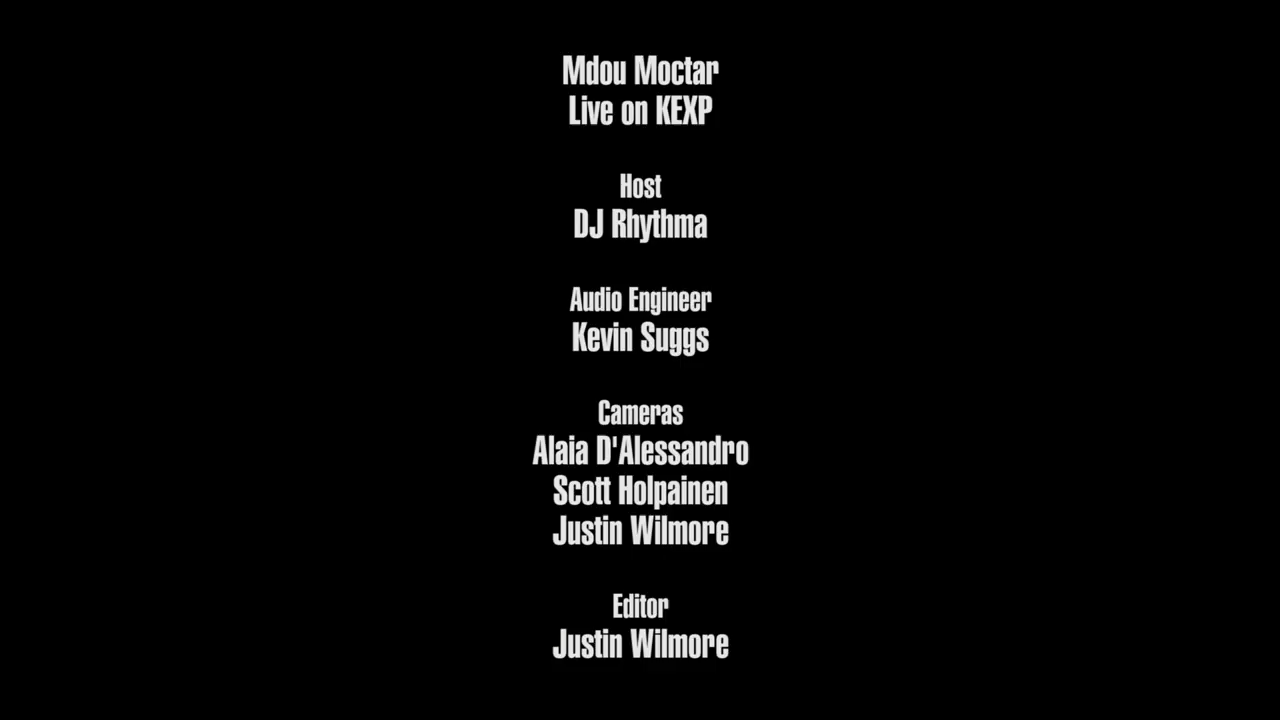 Mdou Moctar
Live on KEXP
Host
DJ Rhythma
Audio Engineer
Kevin Suggs
Cameras
Alaia D'Alessandro
Scott Holpainen
Justin Wilmore
Editor
Justin Wilmore